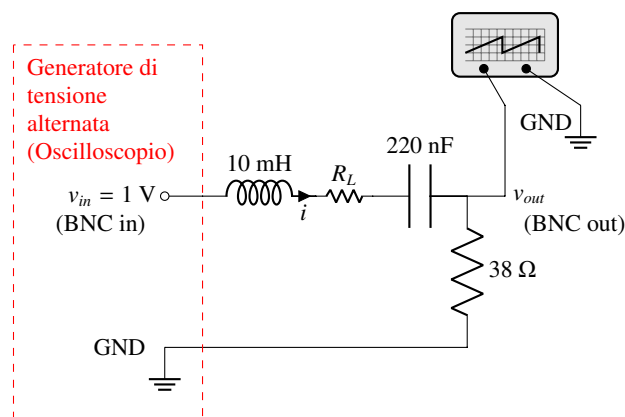 Generatore di
tensione
alternata
(Oscilloscopio)
GND
10 mH
R_L
220 nF
v_in = 1 V
(BNC in)
i
v_out
(BNC out)
38 Ω
GND